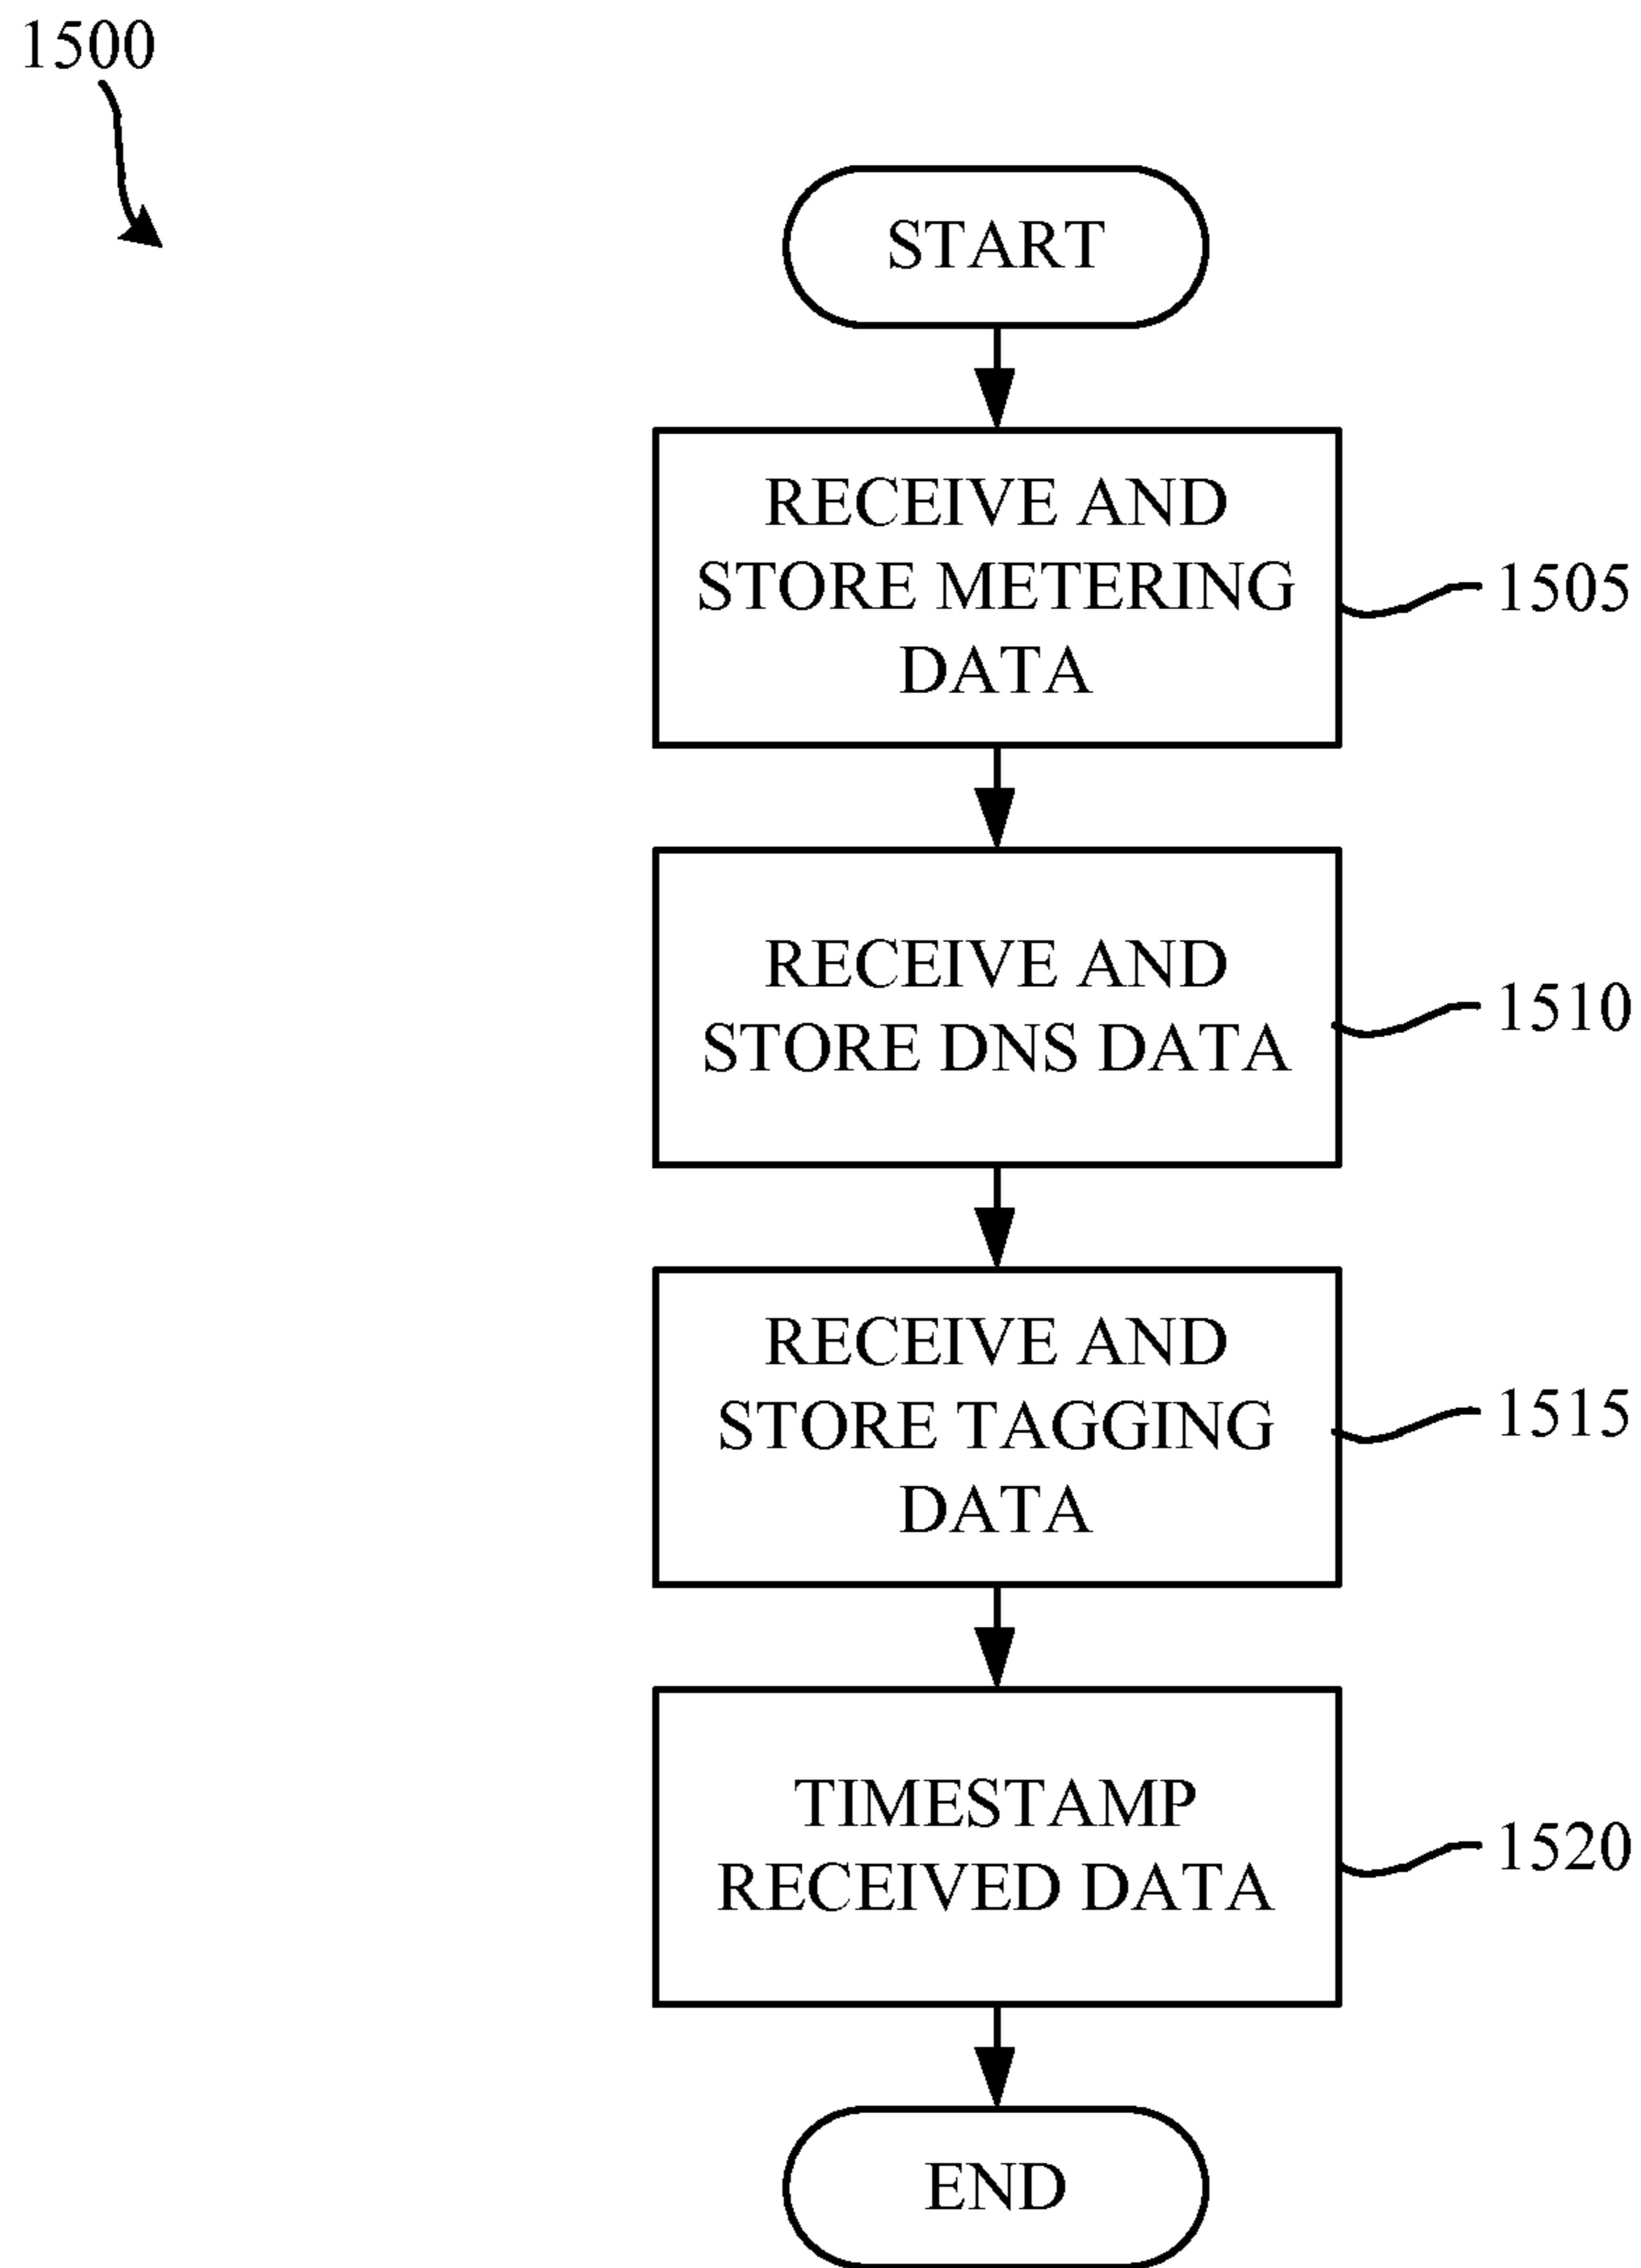 1500
START
RECEIVE AND
STORE METERING
DATA
1505
RECEIVE AND
STORE DNS DATA
1510
RECEIVE AND
STORE TAGGING
DATA
1515
TIMESTAMP
RECEIVED DATA
1520
END